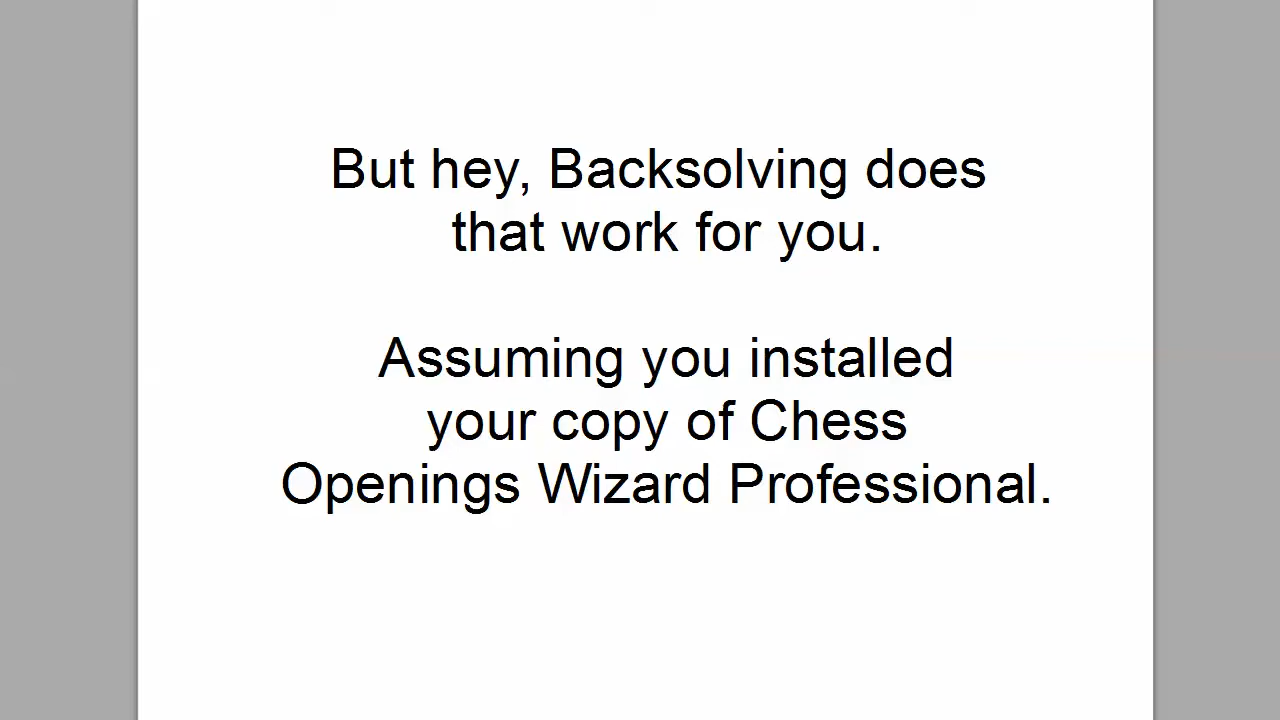 But hey, Backsolving does
that work for you.
Assuming you installed
your copy of Chess
Openings Wizard Professional.